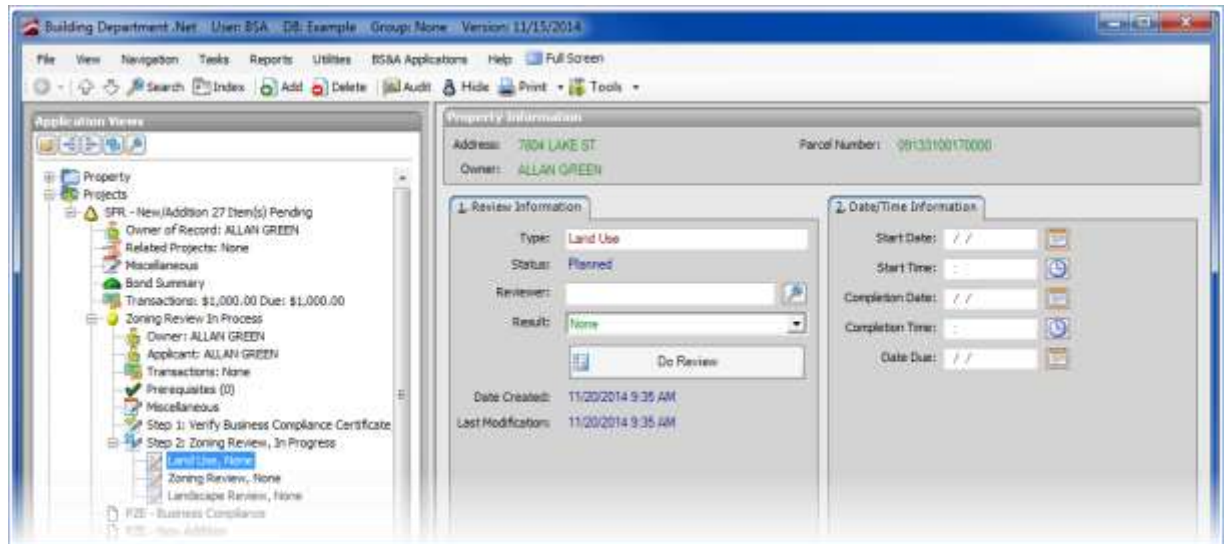 Building Department .Net User: BSA DB: Example Group: None Version: 11/15/2014
File View Navigation Tasks Reports Utilities BS&A Applications Help Full Screen
Search Index Add Delete Audit Hide Print Tools
Application Views
Property
Projects
SPR - New/Addition 27 Item(s) Pending
Owner of Record: ALLAN GREEN
Related Projects: None
Miscellaneous
Bond Summary
Transactions: $1,000.00 Due: $1,000.00
Zoning Review In Process
Owner: ALLAN GREEN
Applicant: ALLAN GREEN
Transactions: None
Prerequisites (0)
Miscellaneous
Step 1: Verify Business Compliance Certificate
Step 2: Zoning Review, In Progress
Land Use, None
Zoning Review, None
Landscape Review, None
PZE - Business Compliance
PZE - New Addition
Property Information
Address: 7804 LAKE ST Parcel Number: 09133100170000
Owner: ALLAN GREEN
1. Review Information
Type: Land Use
Status: Planned
Reviewer:
Result: None
Do Review
Date Created: 11/20/2014 9:35 AM
Last Modification: 11/20/2014 9:35 AM
2. Date/Time Information
Start Date: / /
Start Time: :
Completion Date: / /
Completion Time: :
Date Due: / /